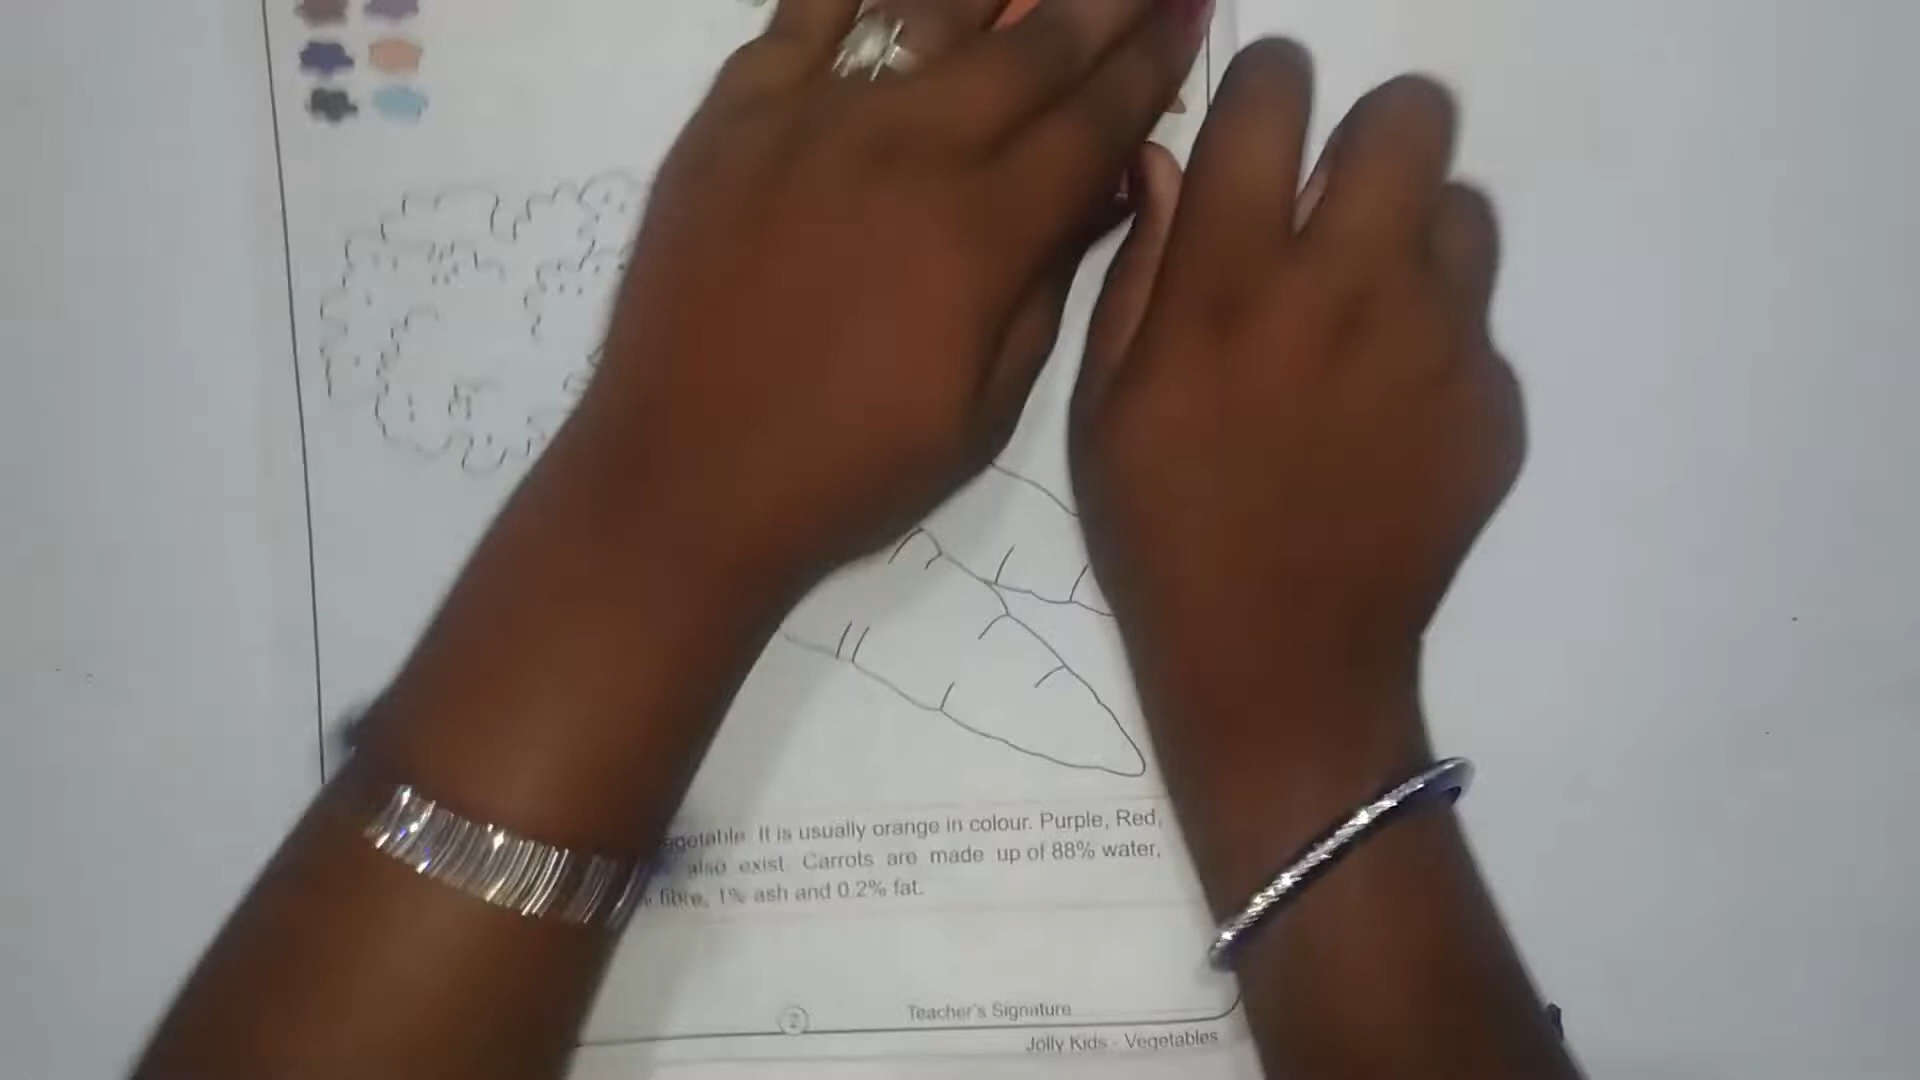 egetable. It is usually orange in colour. Purple, Red,
also exist. Carrots are made up of 88% water,
fibre, 1% ash and 0.2% fat.
2
Teacher's Signature
Jolly Kids - Vegetables